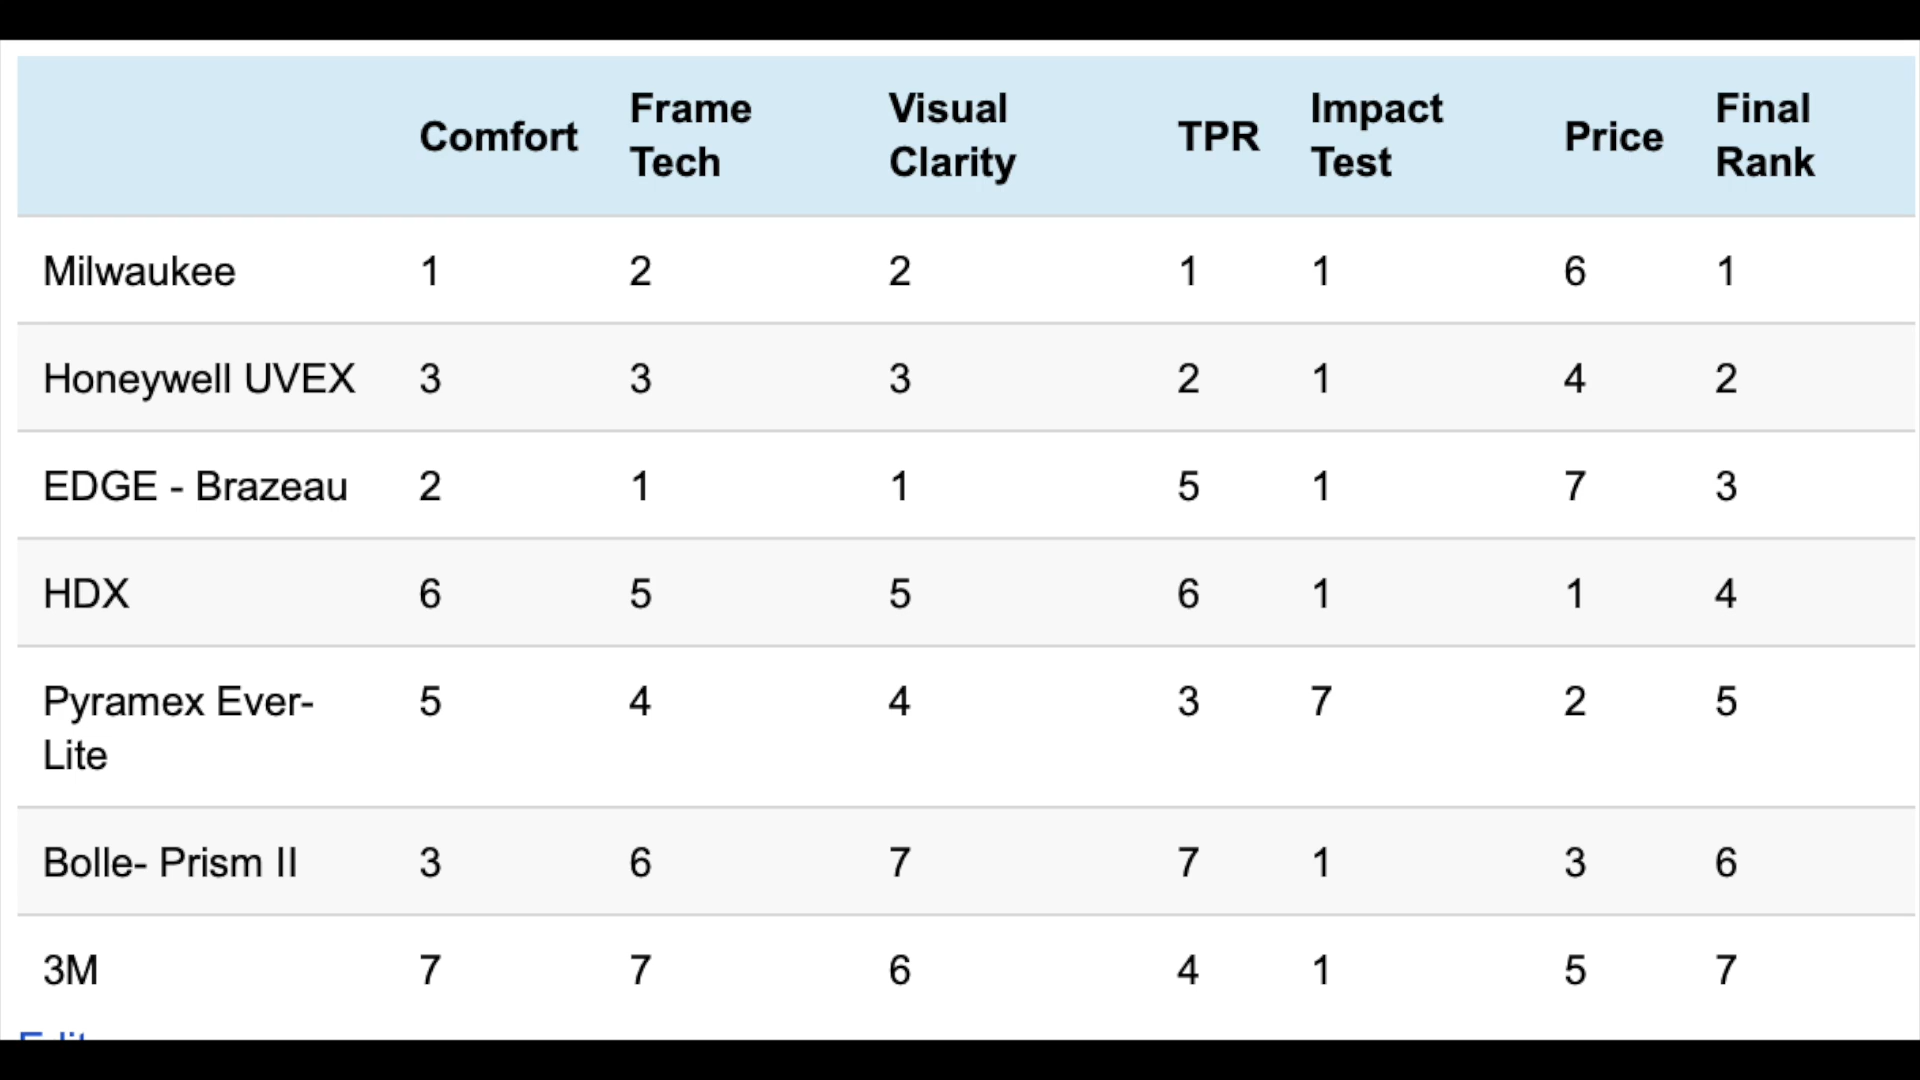 Comfort Frame Tech Visual Clarity TPR Impact Test Price Final Rank
Milwaukee 1 2 2 1 1 6 1
Honeywell UVEX 3 3 3 2 1 4 2
EDGE - Brazeau 2 1 1 5 1 7 3
HDX 6 5 5 6 1 1 4
Pyramex Ever-
Lite 5 4 4 3 7 2 5
Bolle- Prism II 3 6 7 7 1 3 6
3M 7 7 6 4 1 5 7
Edit